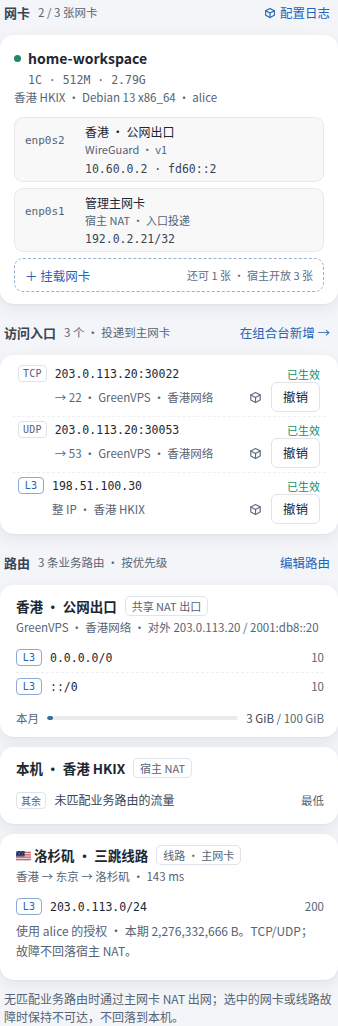 网卡 2 / 3 张网卡 配置日志
home-workspace
1C · 512M · 2.79G
香港 HKIX · Debian 13 x86_64 · alice
enp0s2 香港 · 公网出口
WireGuard · v1
10.60.0.2 · fd60::2
enp0s1 管理主网卡
宿主 NAT · 入口投递
192.0.2.21/32
＋ 挂载网卡 还可 1 张 · 宿主开放 3 张
访问入口 3 个 · 投递到主网卡 在组合台新增 →
TCP 203.0.113.20:30022 已生效
→ 22 · GreenVPS · 香港网络 撤销
UDP 203.0.113.20:30053 已生效
→ 53 · GreenVPS · 香港网络 撤销
L3 198.51.100.30 已生效
整 IP · 香港 HKIX 撤销
路由 3 条业务路由 · 按优先级 编辑路由
香港 · 公网出口 共享 NAT 出口
GreenVPS · 香港网络 · 对外 203.0.113.20 / 2001:db8::20
L3 0.0.0.0/0 10
L3 ::/0 10
本月 3 GiB / 100 GiB
本机 · 香港 HKIX 宿主 NAT
其余 未匹配业务路由的流量 最低
洛杉矶 · 三跳线路 线路 · 主网卡
香港 → 东京 → 洛杉矶 · 143 ms
L3 203.0.113.0/24 200
使用 alice 的授权 · 本期 2,276,332,666 B。TCP/UDP；
故障不回落宿主 NAT。
无匹配业务路由时通过主网卡 NAT 出网；选中的网卡或线路故
障时保持不可达，不回落到本机。